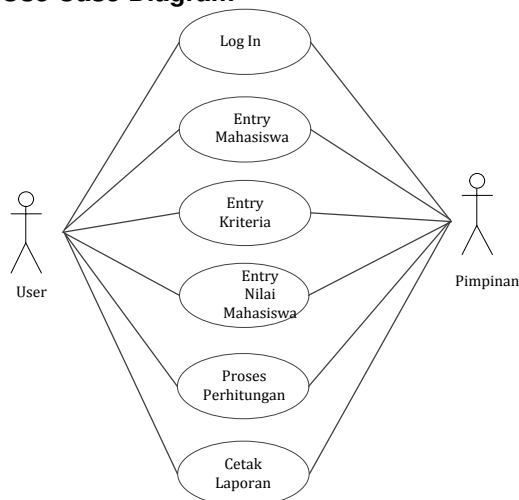 Use Case Diagram
Log In
Entry
Mahasiswa
Entry
Kriteria
Entry
Nilai
Mahasiswa
User
Pimpinan
Proses
Perhitungan
Cetak
Laporan